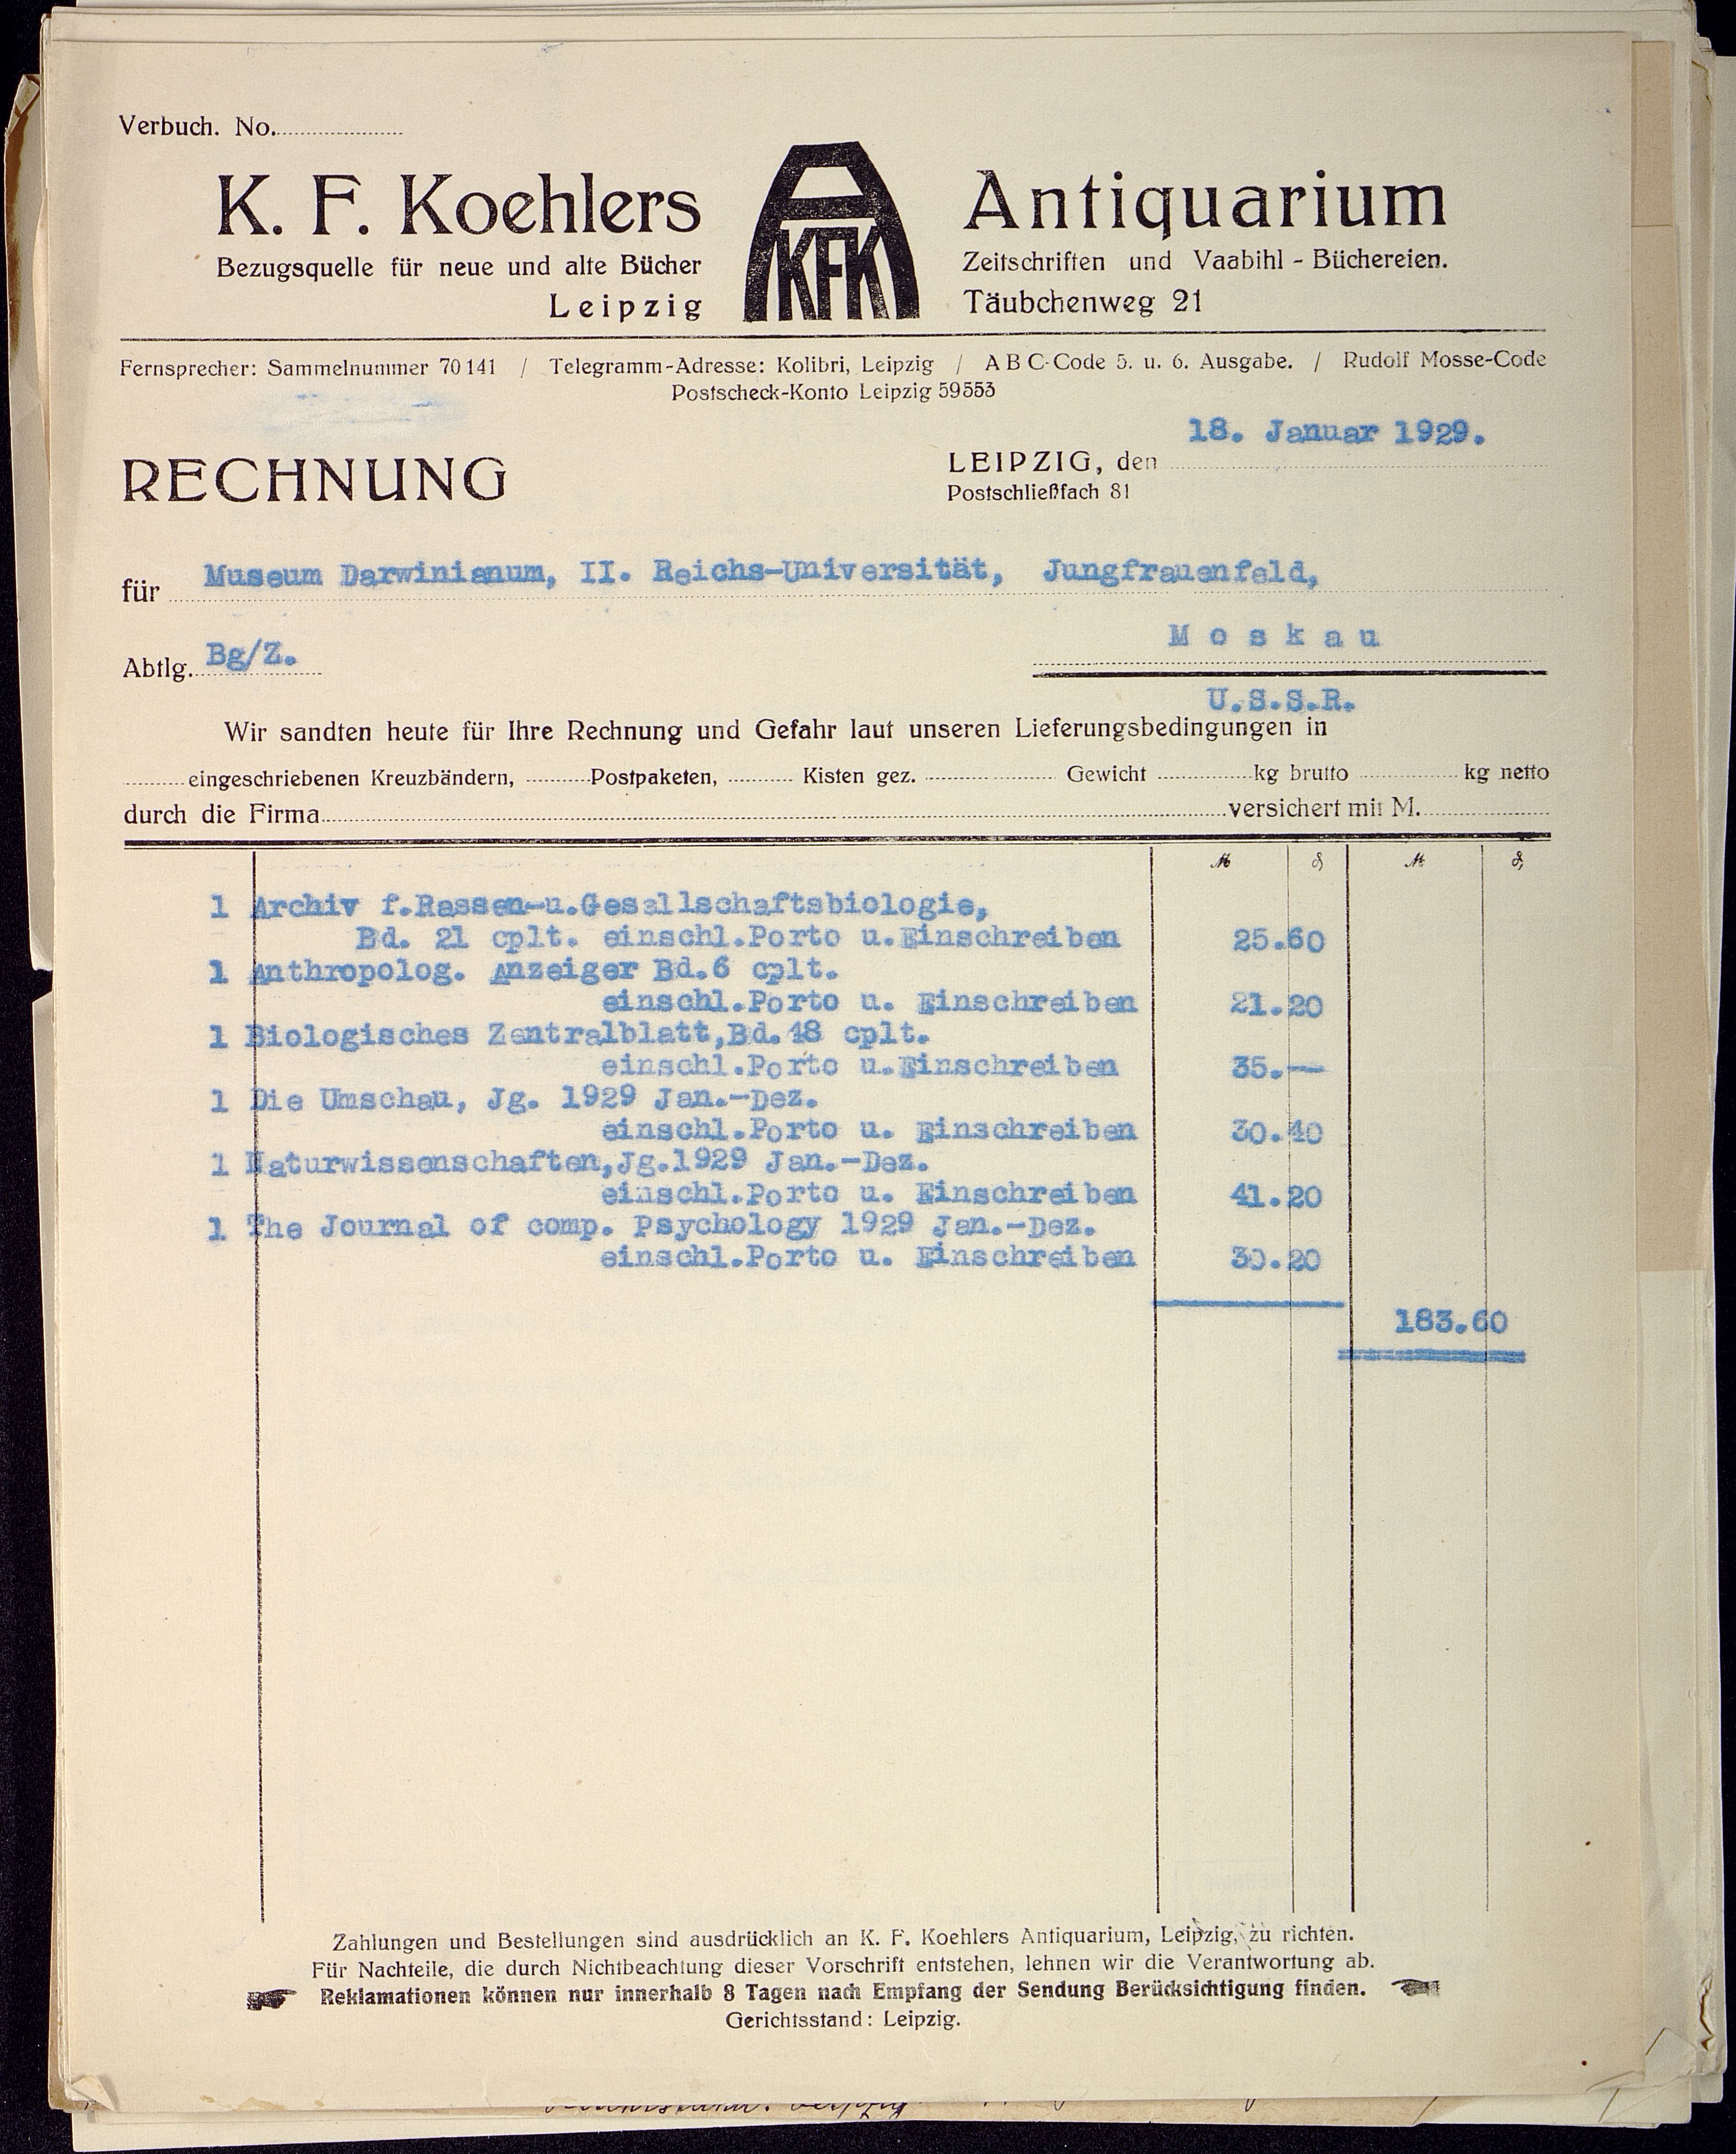 Verbuch. No.
K. F. Koehlers
Bezugsquelle für neue und alte Bücher
Leipzig
KFK
Antiquarium
Zeitschriften und Vaabihl - Büchereien.
Täubchenweg 21
Fernsprecher: Sammelnummer 70141 / Telegramm-Adresse: Kolibri, Leipzig / A B C-Code 5. u. 6. Ausgabe. / Rudolf Mosse-Code
Postscheck-Konto Leipzig 59553
18. Januar 1929.
RECHNUNG
LEIPZIG, den
Postschließfach 81
für Museum Darwinianum, II. Reichs-Universität, Jungfrauenfeld,
Moskau
Abtlg. Bg/Z.
U.S.S.R.
Wir sandten heute für Ihre Rechnung und Gefahr laut unseren Lieferungsbedingungen in
eingeschriebenen Kreuzbändern, Postpaketen, Kisten gez. Gewicht kg brutto kg netto
durch die Firma versichert mit M.
ℳ ₰ ℳ ₰
1 Archiv f.Rassen-u.Gesellschaftsbiologie,
Bd. 21 cplt. einschl.Porto u.Einschreiben 25.60
1 Anthropolog. Anzeiger Bd.6 cplt.
einschl.Porto u. Einschreiben 21.20
1 Biologisches Zentralblatt,Bd.48 cplt.
einschl.Porto u.Einschreiben 35.—
1 Die Umschau, Jg. 1929 Jan.-Dez.
einschl.Porto u. Einschreiben 30.40
1 Naturwissenschaften,Jg.1929 Jan.-Dez.
einschl.Porto u. Einschreiben 41.20
1 The Journal of comp. Psychology 1929 Jan.-Dez.
einschl.Porto u. Einschreiben 30.20
183.60
Zahlungen und Bestellungen sind ausdrücklich an K. F. Koehlers Antiquarium, Leipzig, zu richten.
Für Nachteile, die durch Nichtbeachtung dieser Vorschrift entstehen, lehnen wir die Verantwortung ab.
Reklamationen können nur innerhalb 8 Tagen nach Empfang der Sendung Berücksichtigung finden.
Gerichtsstand: Leipzig.